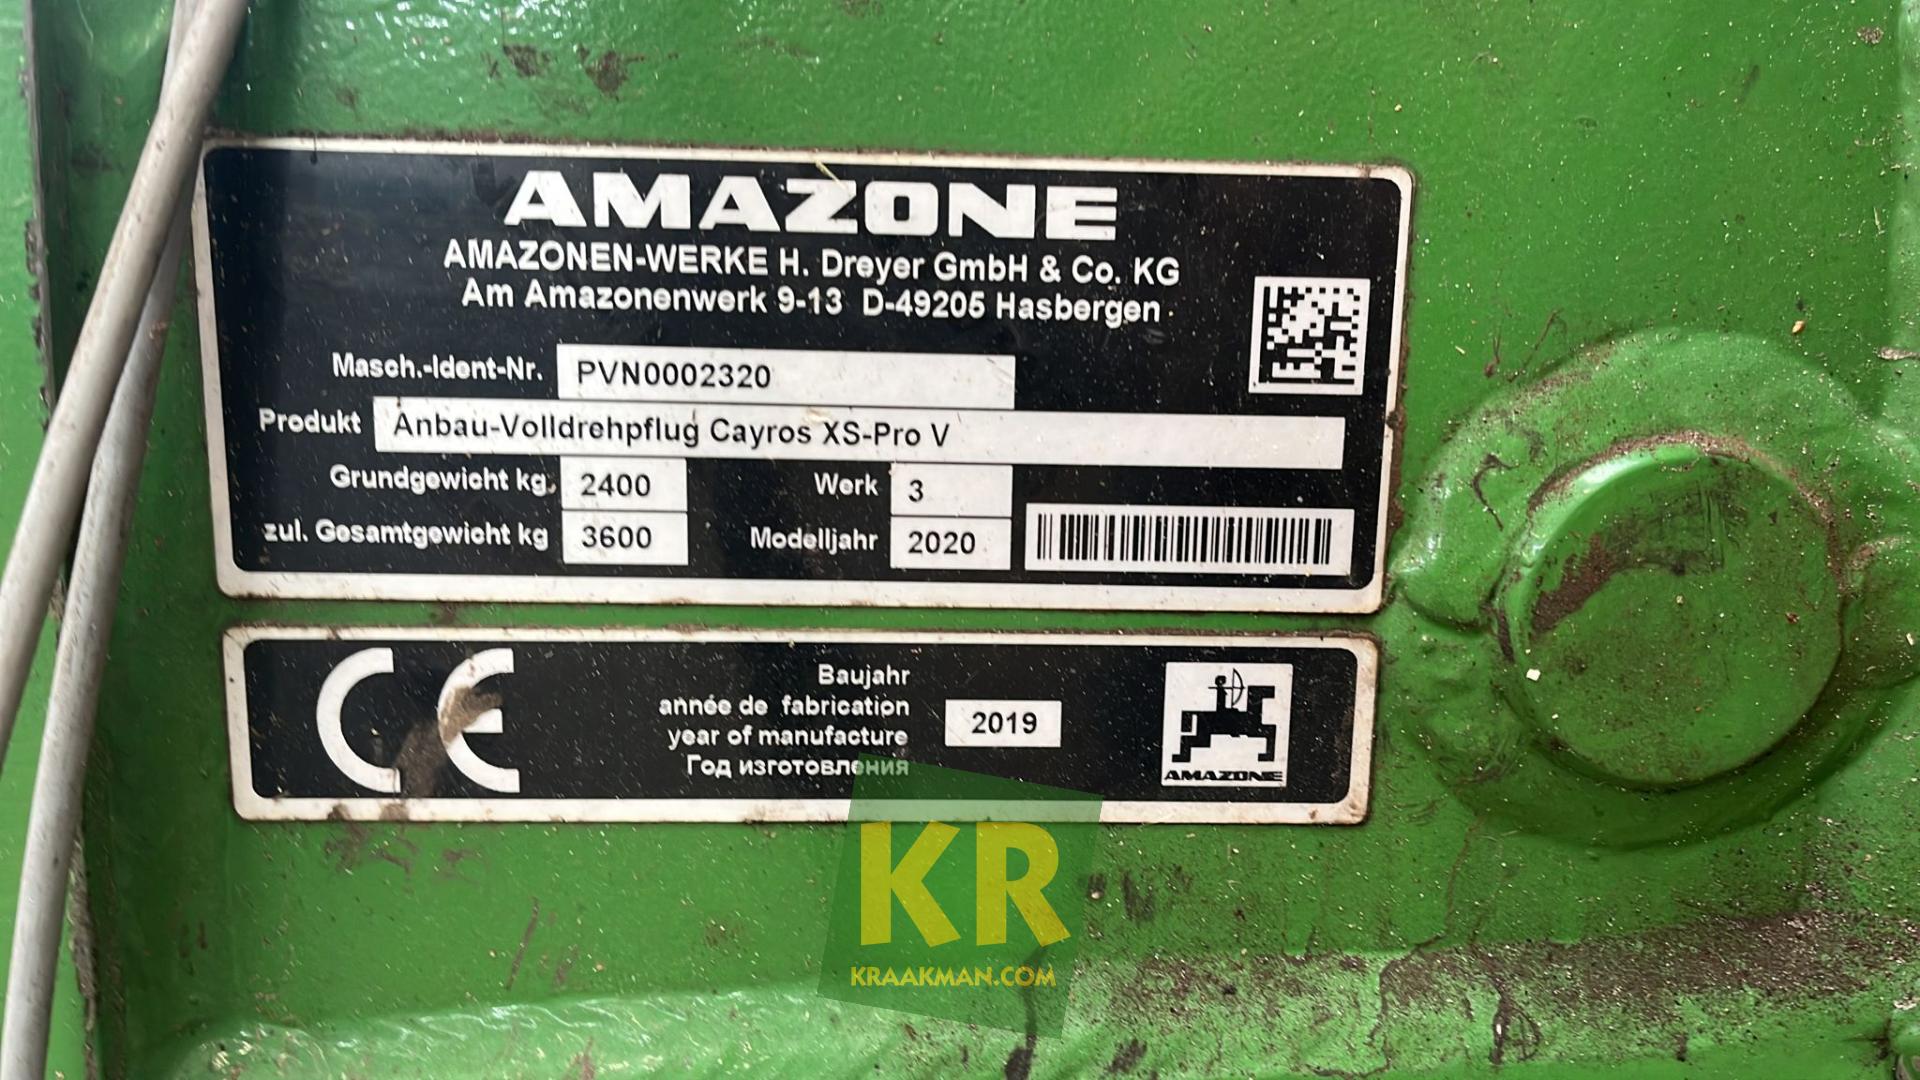 AMAZONE
AMAZONEN-WERKE H. Dreyer GmbH & Co. KG
Am Amazonenwerk 9-13 D-49205 Hasbergen
Masch.-Ident-Nr. PVN0002320
Produkt Anbau-Volldrehpflug Cayros XS-Pro V
Grundgewicht kg. 2400 Werk 3
zul. Gesamtgewicht kg 3600 Modelljahr 2020
CE
Baujahr
année de fabrication
year of manufacture
Год изготовления
2019
AMAZONE
KR
KRAAKMAN.COM